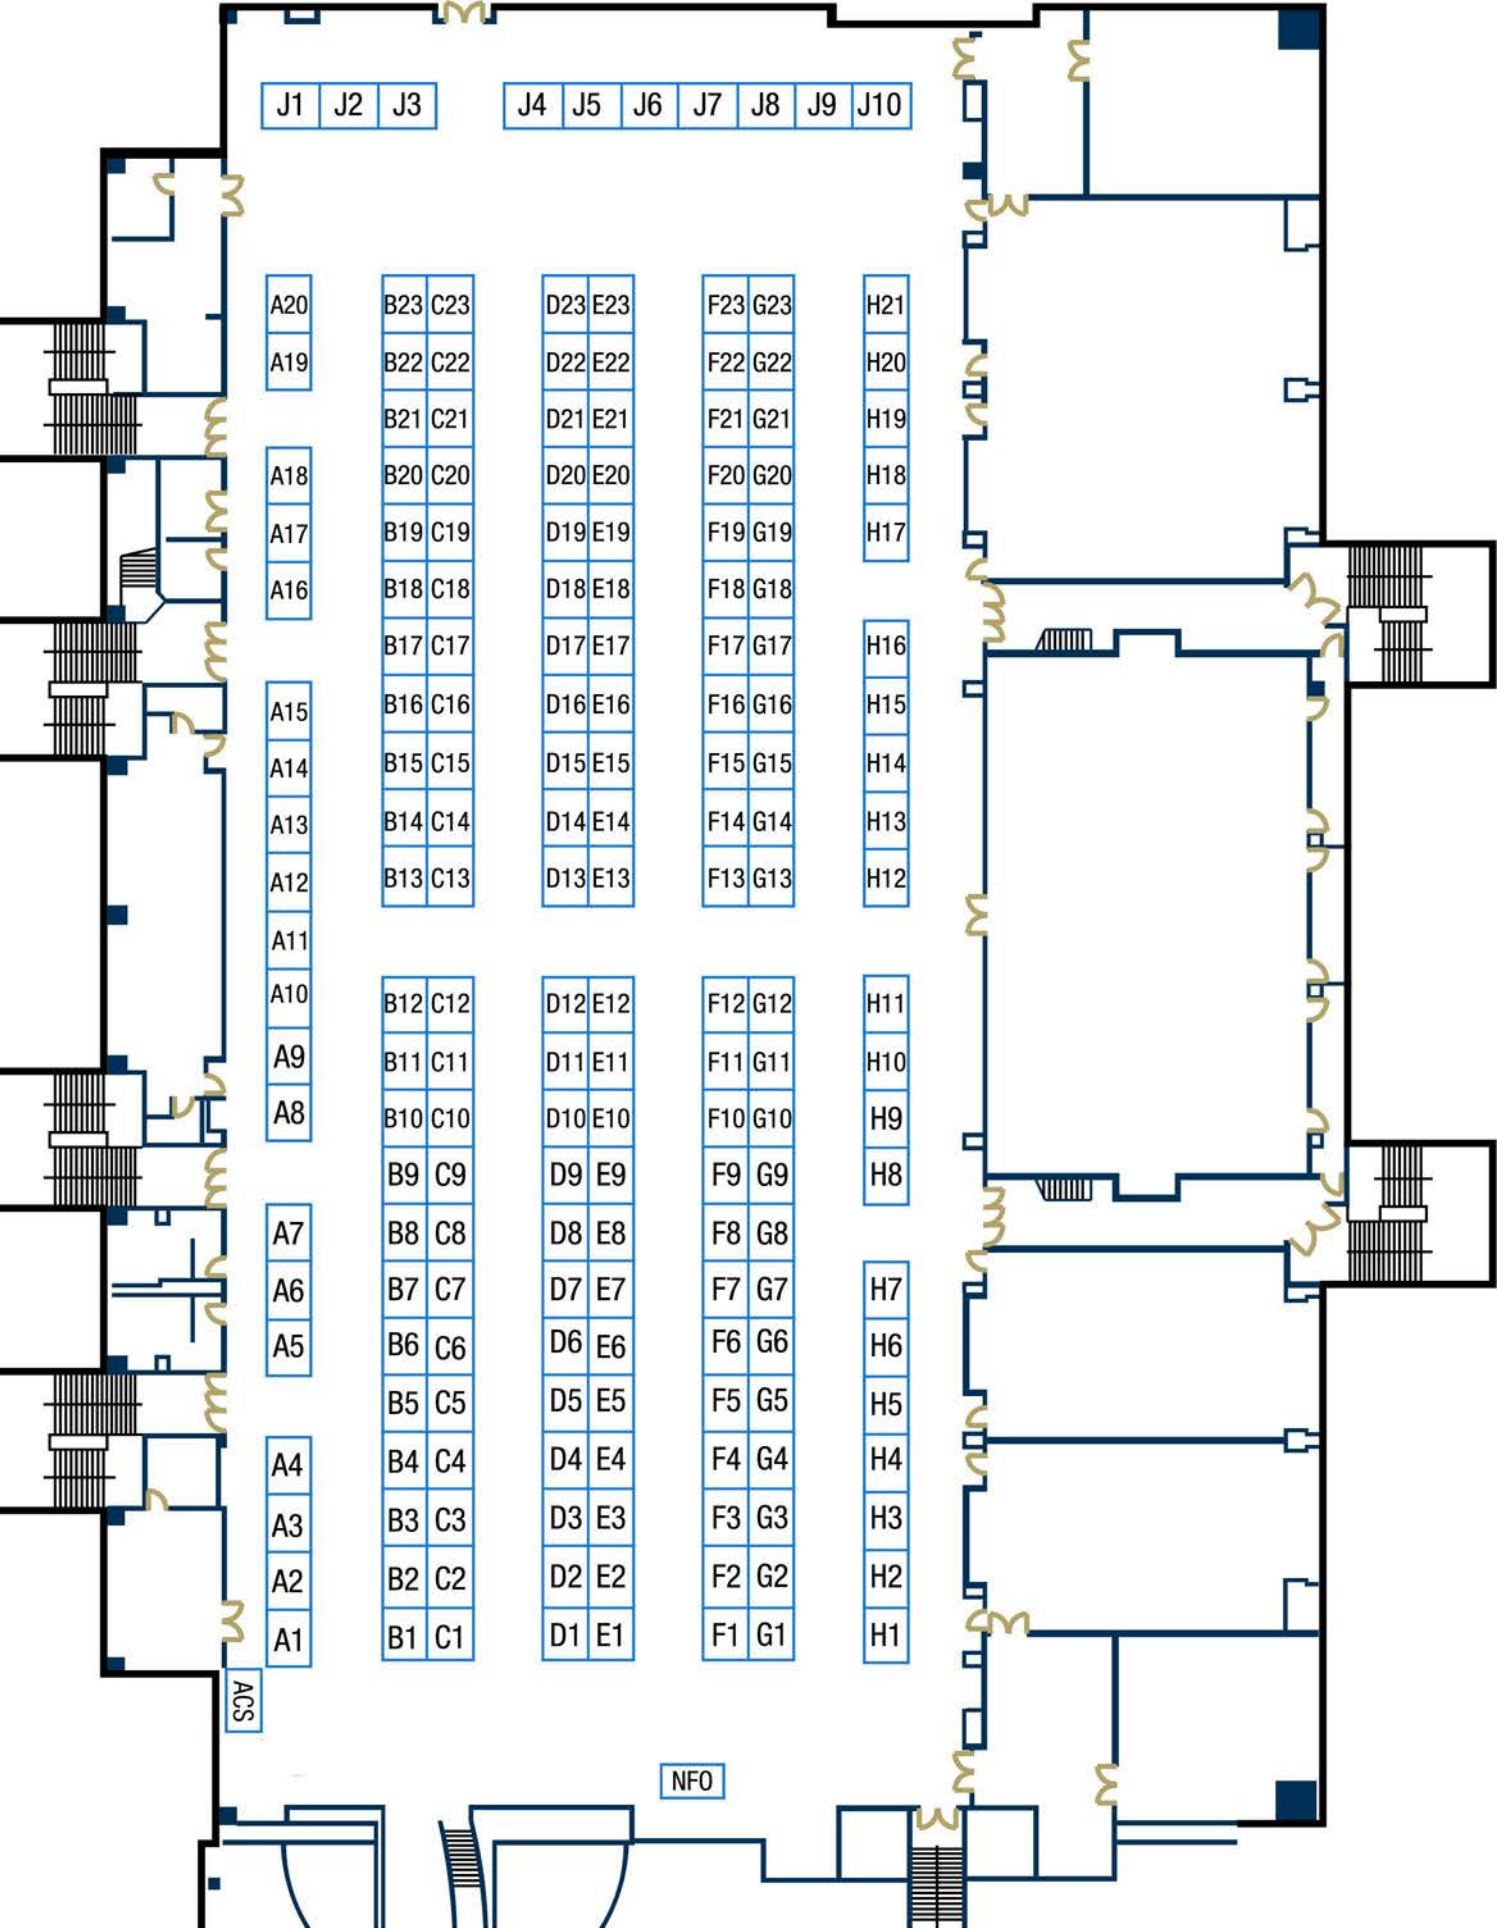 J1 J2 J3 J4 J5 J6 J7 J8 J9 J10
A20 B23 C23 D23 E23 F23 G23 H21
A19 B22 C22 D22 E22 F22 G22 H20
B21 C21 D21 E21 F21 G21 H19
A18 B20 C20 D20 E20 F20 G20 H18
A17 B19 C19 D19 E19 F19 G19 H17
A16 B18 C18 D18 E18 F18 G18
B17 C17 D17 E17 F17 G17 H16
A15 B16 C16 D16 E16 F16 G16 H15
A14 B15 C15 D15 E15 F15 G15 H14
A13 B14 C14 D14 E14 F14 G14 H13
A12 B13 C13 D13 E13 F13 G13 H12
A11
A10 B12 C12 D12 E12 F12 G12 H11
A9 B11 C11 D11 E11 F11 G11 H10
A8 B10 C10 D10 E10 F10 G10 H9
B9 C9 D9 E9 F9 G9 H8
A7 B8 C8 D8 E8 F8 G8
A6 B7 C7 D7 E7 F7 G7 H7
A5 B6 C6 D6 E6 F6 G6 H6
B5 C5 D5 E5 F5 G5 H5
A4 B4 C4 D4 E4 F4 G4 H4
A3 B3 C3 D3 E3 F3 G3 H3
A2 B2 C2 D2 E2 F2 G2 H2
A1 B1 C1 D1 E1 F1 G1 H1
ACS
NFO